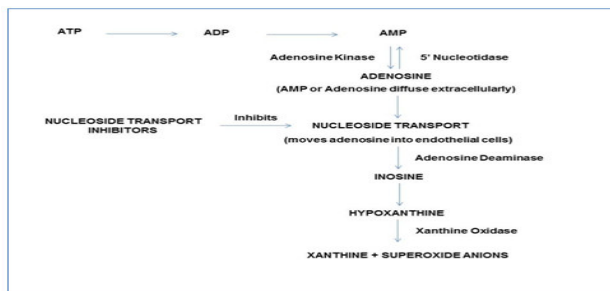 ATP ADP AMP
Adenosine Kinase 5' Nucleotidase
ADENOSINE
(AMP or Adenosine diffuse extracellularly)
NUCLEOSIDE TRANSPORT
INHIBITORS
Inhibits
NUCLEOSIDE TRANSPORT
(moves adenosine into endothelial cells)
Adenosine Deaminase
INOSINE
HYPOXANTHINE
Xanthine Oxidase
XANTHINE + SUPEROXIDE ANIONS